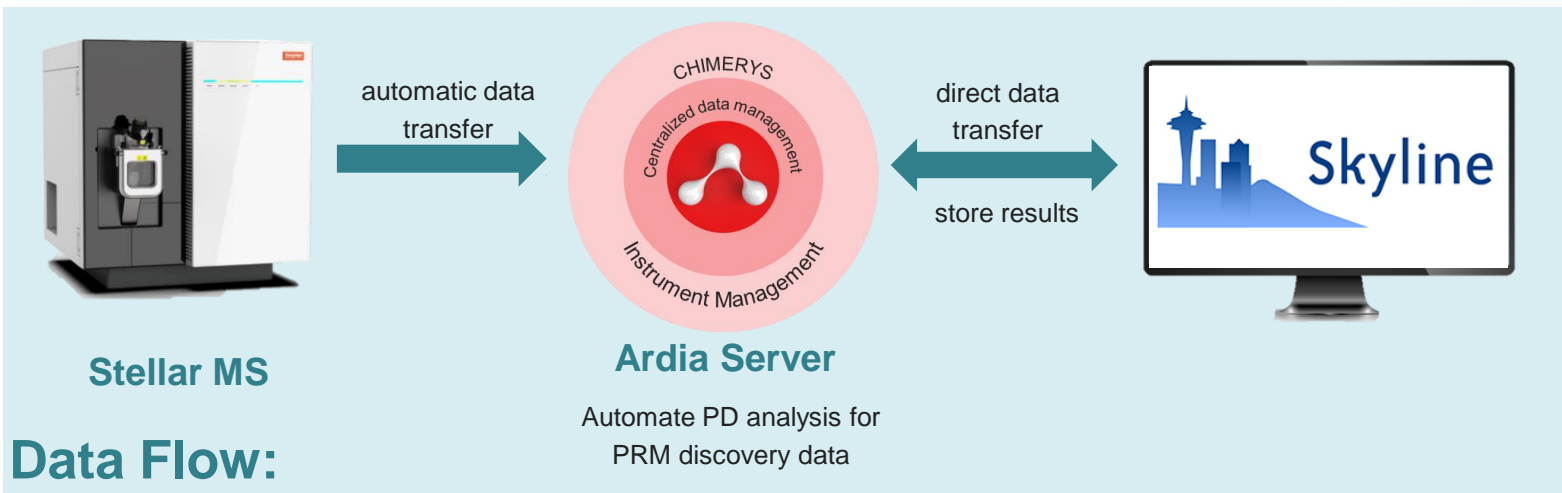 automatic data
transfer
CHIMERYS
Centralized data management
Instrument Management
direct data
transfer
store results
Skyline
Stellar MS
Ardia Server
Automate PD analysis for
PRM discovery data
Data Flow: